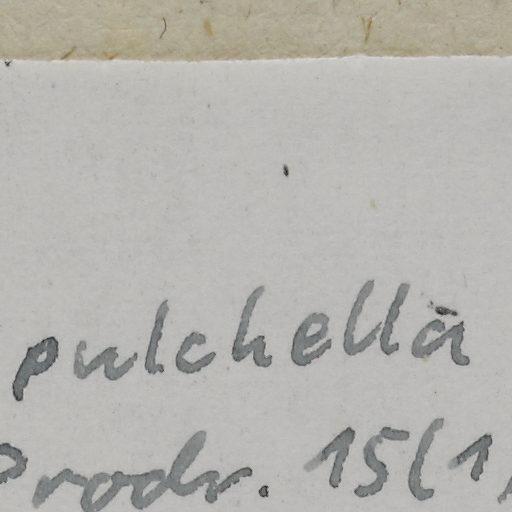 pulchella
Prodr. 15(1)